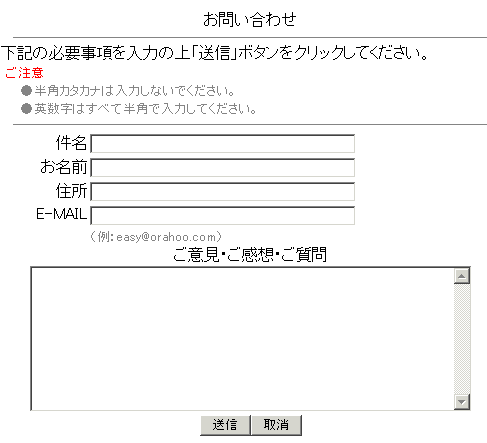 お問い合わせ
下記の必要事項を入力の上「送信」ボタンをクリックしてください。
ご注意
●半角カタカナは入力しないでください。
●英数字はすべて半角で入力してください。
件名
お名前
住所
E-MAIL
（例：easy@orahoo.com）
ご意見・ご感想・ご質問
送信 取消